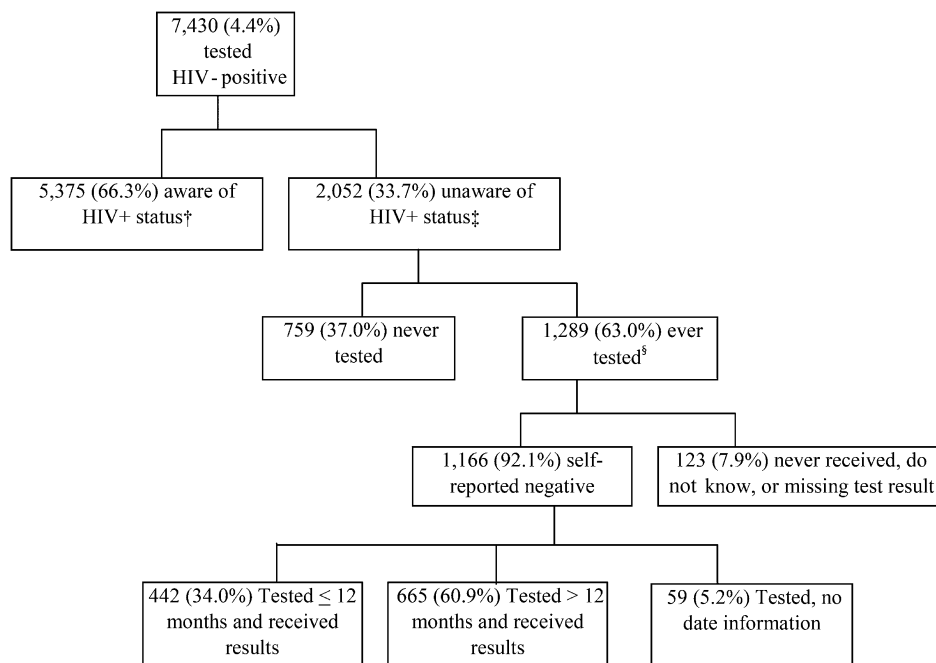 7,430 (4.4%)
tested
HIV-positive
5,375 (66.3%) aware of
HIV+ status†
2,052 (33.7%) unaware of
HIV+ status‡
759 (37.0%) never
tested
1,289 (63.0%) ever
tested§
1,166 (92.1%) self-
reported negative
123 (7.9%) never received, do
not know, or missing test result
442 (34.0%) Tested ≤ 12
months and received
results
665 (60.9%) Tested > 12
months and received
results
59 (5.2%) Tested, no
date information